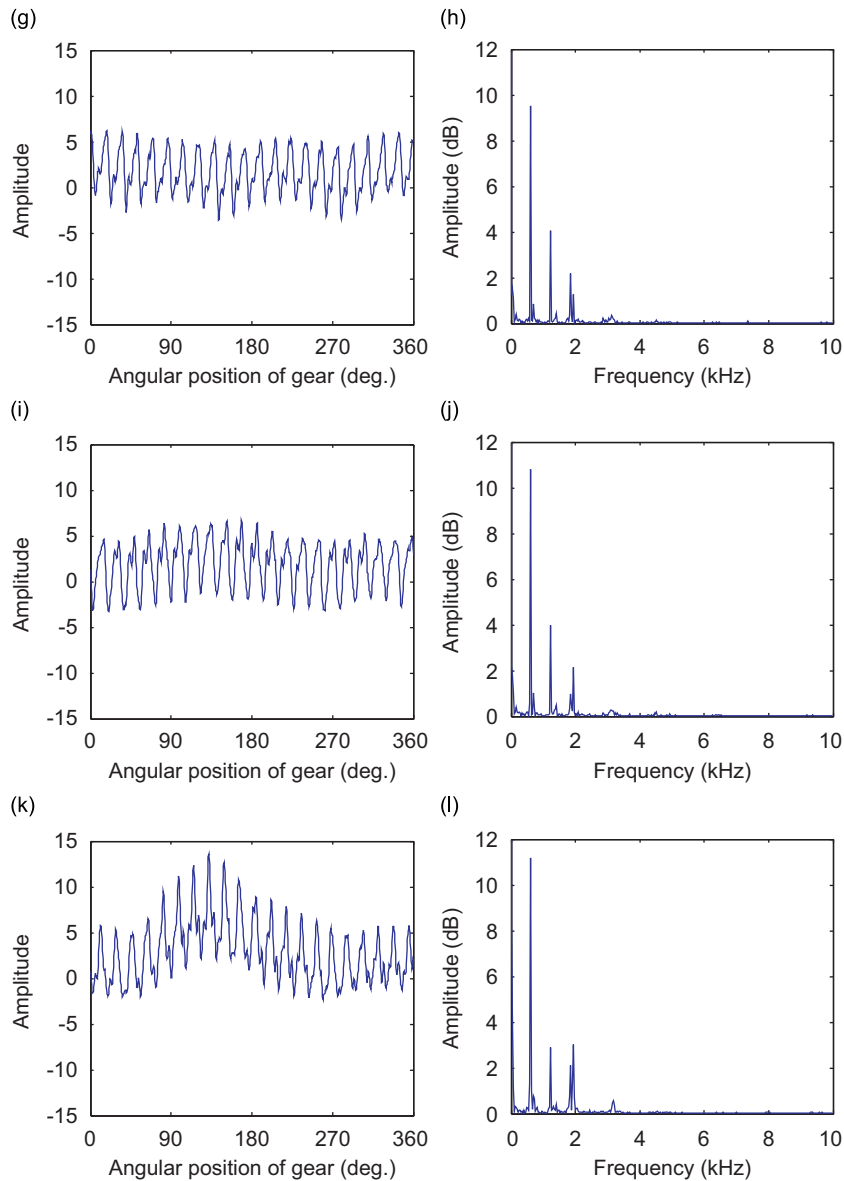 (g)
15
10
5
0
-5
-10
-15
Amplitude
0 90 180 270 360
Angular position of gear (deg.)
(h)
12
10
8
6
4
2
0
Amplitude (dB)
0 2 4 6 8 10
Frequency (kHz)
(i)
15
10
5
0
-5
-10
-15
Amplitude
0 90 180 270 360
Angular position of gear (deg.)
(j)
12
10
8
6
4
2
0
Amplitude (dB)
0 2 4 6 8 10
Frequency (kHz)
(k)
15
10
5
0
-5
-10
-15
Amplitude
0 90 180 270 360
Angular position of gear (deg.)
(l)
12
10
8
6
4
2
0
Amplitude (dB)
0 2 4 6 8 10
Frequency (kHz)